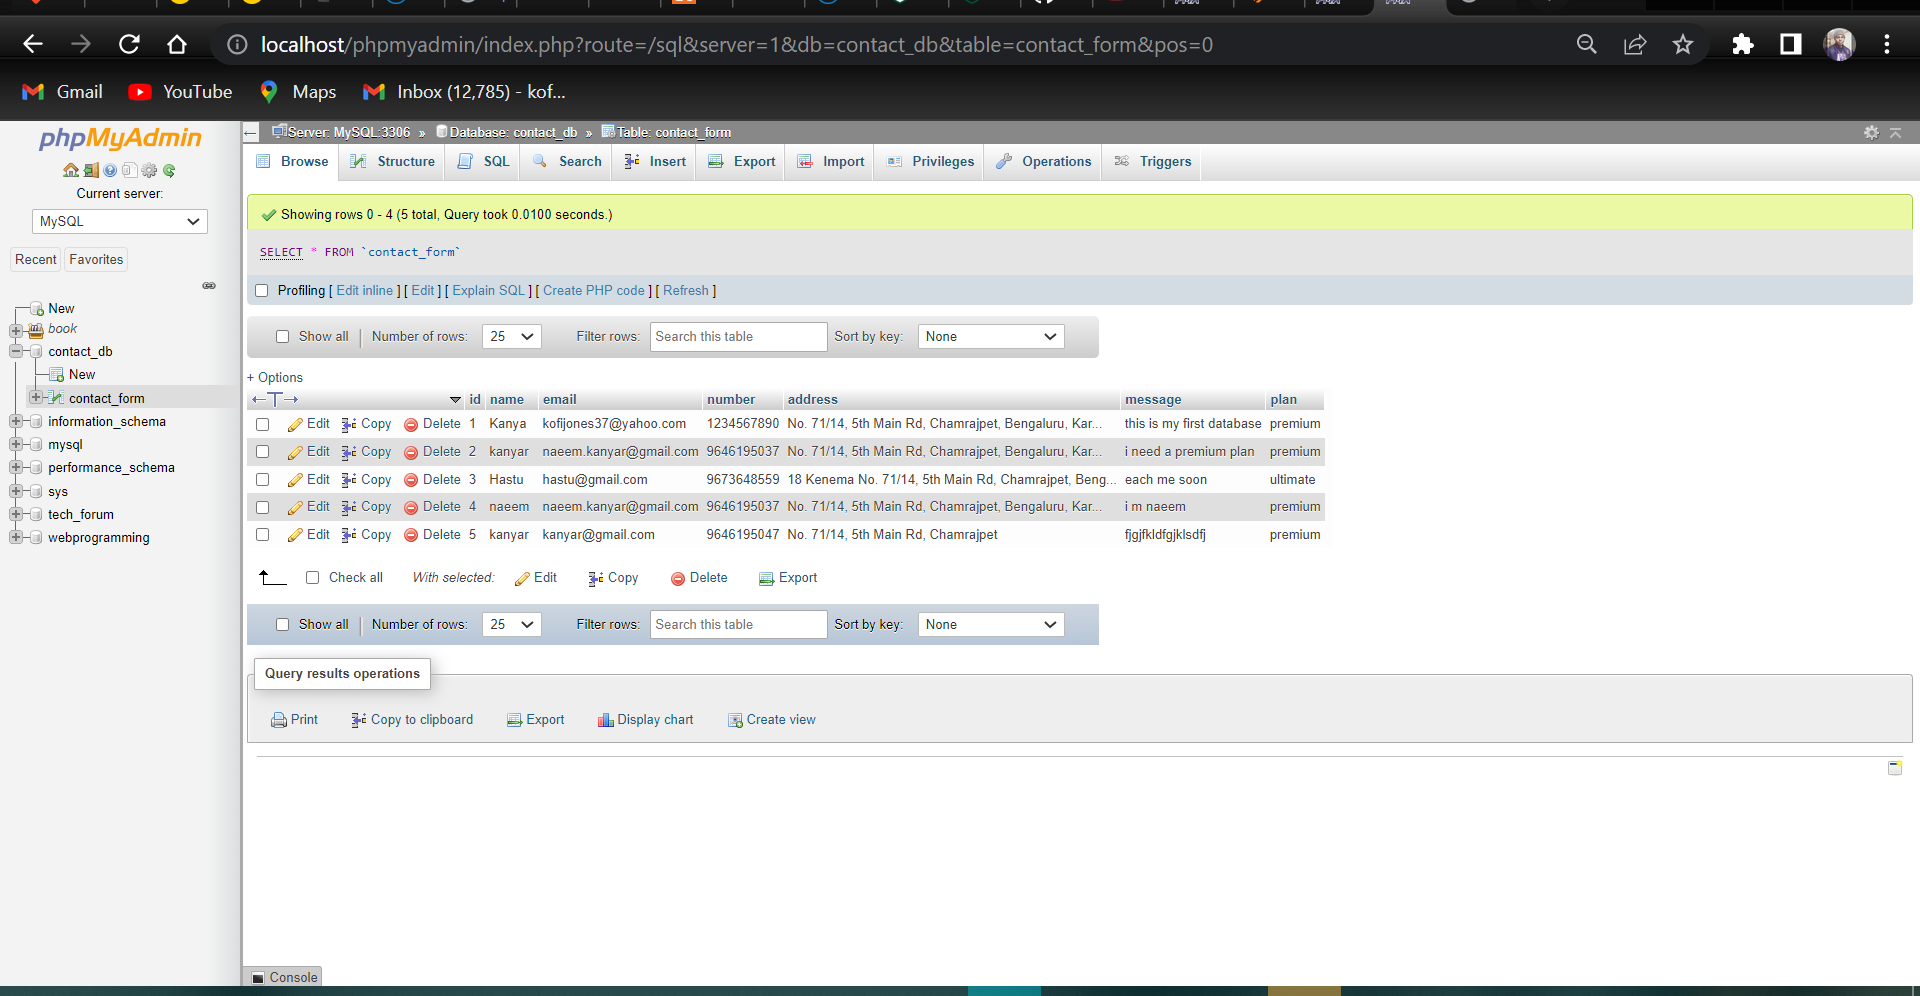 localhost/phpmyadmin/index.php?route=/sql&server=1&db=contact_db&table=contact_form&pos=0
Gmail YouTube Maps Inbox (12,785) - kof...
phpMyAdmin
Current server:
MySQL
Recent Favorites
New
book
contact_db
New
contact_form
information_schema
mysql
performance_schema
sys
tech_forum
webprogramming
Server: MySQL:3306 » Database: contact_db » Table: contact_form
Browse Structure SQL Search Insert Export Import Privileges Operations Triggers
Showing rows 0 - 4 (5 total, Query took 0.0100 seconds.)
SELECT * FROM `contact_form`
Profiling [ Edit inline ] [ Edit ] [ Explain SQL ] [ Create PHP code ] [ Refresh ]
Show all Number of rows: 25 Filter rows: Search this table Sort by key: None
+ Options
←T→ id name email number address message plan
Edit Copy Delete 1 Kanya kofijones37@yahoo.com 1234567890 No. 71/14, 5th Main Rd, Chamrajpet, Bengaluru, Kar... this is my first database premium
Edit Copy Delete 2 kanyar naeem.kanyar@gmail.com 9646195037 No. 71/14, 5th Main Rd, Chamrajpet, Bengaluru, Kar... i need a premium plan premium
Edit Copy Delete 3 Hastu hastu@gmail.com 9673648559 18 Kenema No. 71/14, 5th Main Rd, Chamrajpet, Beng... each me soon ultimate
Edit Copy Delete 4 naeem naeem.kanyar@gmail.com 9646195037 No. 71/14, 5th Main Rd, Chamrajpet, Bengaluru, Kar... i m naeem premium
Edit Copy Delete 5 kanyar kanyar@gmail.com 9646195047 No. 71/14, 5th Main Rd, Chamrajpet fjgjfkldfgjklsdfj premium
Check all With selected: Edit Copy Delete Export
Show all Number of rows: 25 Filter rows: Search this table Sort by key: None
Query results operations
Print Copy to clipboard Export Display chart Create view
Console